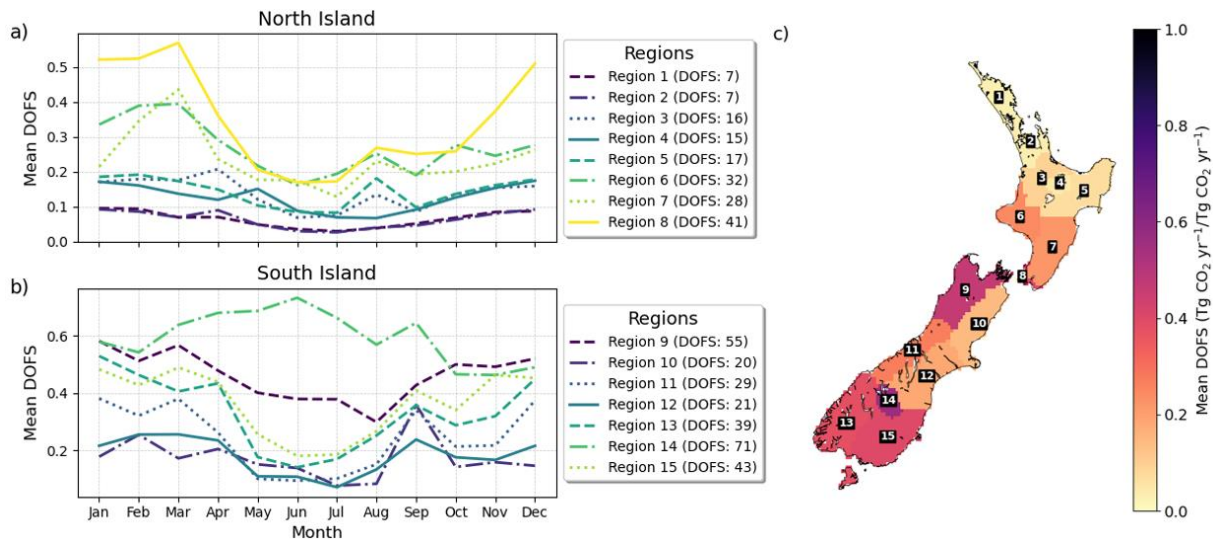 a)
North Island
Mean DOFS
0.5
0.4
0.3
0.2
0.1
0.0
Regions
Region 1 (DOFS: 7)
Region 2 (DOFS: 7)
Region 3 (DOFS: 16)
Region 4 (DOFS: 15)
Region 5 (DOFS: 17)
Region 6 (DOFS: 32)
Region 7 (DOFS: 28)
Region 8 (DOFS: 41)
b)
South Island
Mean DOFS
0.6
0.4
0.2
Jan Feb Mar Apr May Jun Jul Aug Sep Oct Nov Dec
Month
Regions
Region 9 (DOFS: 55)
Region 10 (DOFS: 20)
Region 11 (DOFS: 29)
Region 12 (DOFS: 21)
Region 13 (DOFS: 39)
Region 14 (DOFS: 71)
Region 15 (DOFS: 43)
c)
1
2
3 4 5
6
7
8
9
10
11
12
14
13
15
1.0
0.8
0.6
0.4
0.2
0.0
Mean DOFS (Tg CO₂ yr⁻¹/Tg CO₂ yr⁻¹)